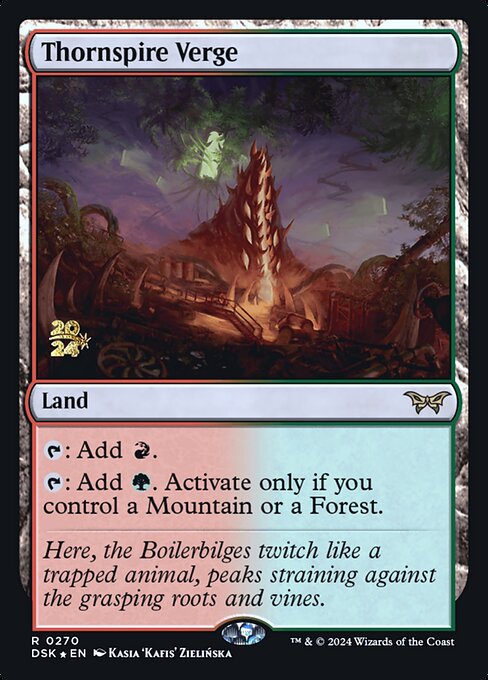 Thornspire Verge
20
24
Land
: Add .
: Add . Activate only if you
control a Mountain or a Forest.
Here, the Boilerbilges twitch like a
trapped animal, peaks straining against
the grasping roots and vines.
R 0270
DSK ★ EN Kasia 'Kafis' Zielińska
™ & © 2024 Wizards of the Coast